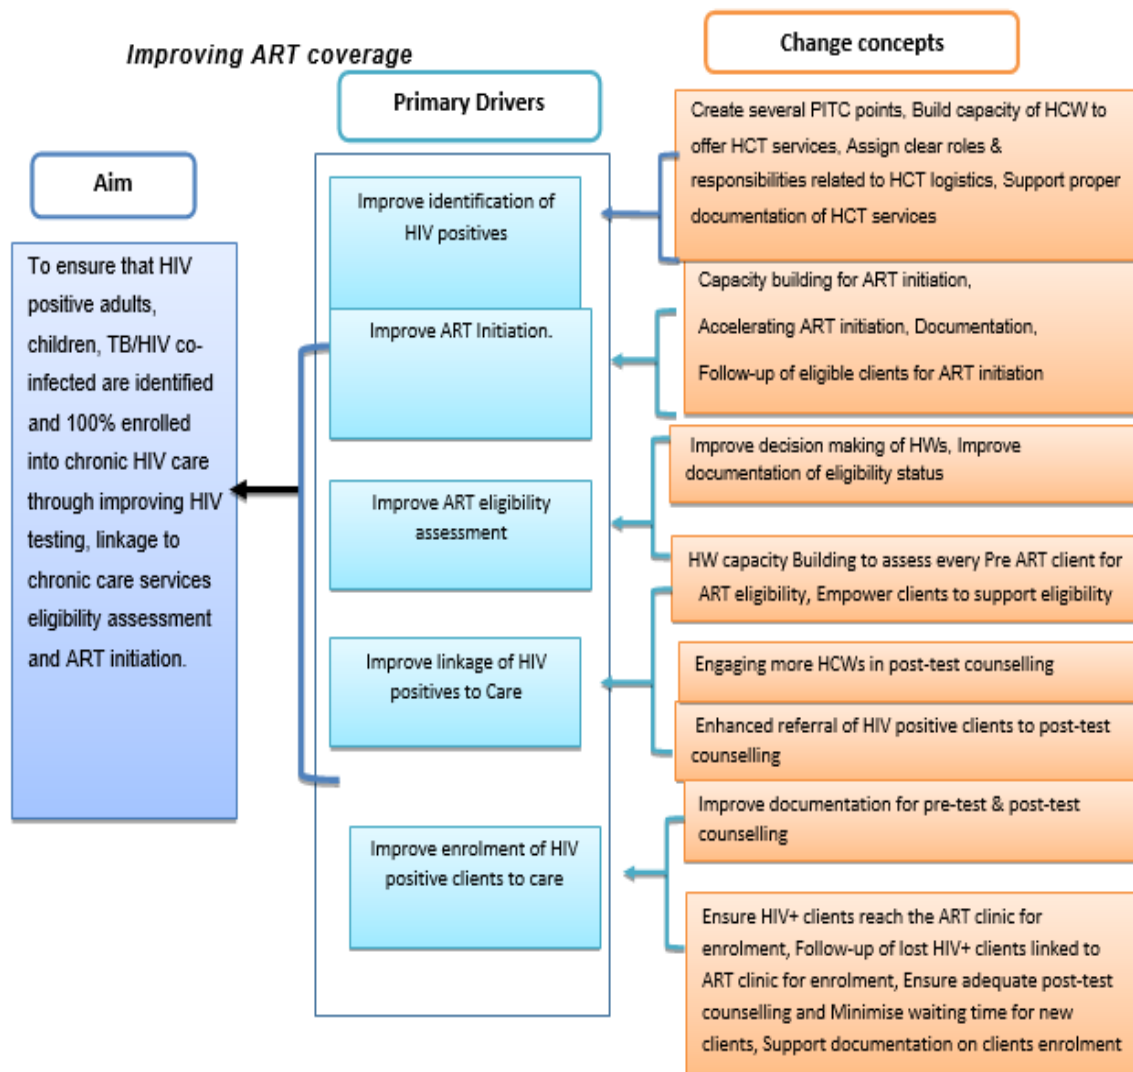 Improving ART coverage
Aim
To ensure that HIV
positive adults,
children, TB/HIV co-
infected are identified
and 100% enrolled
into chronic HIV care
through improving HIV
testing, linkage to
chronic care services
eligibility assessment
and ART initiation.
Primary Drivers
Improve identification of
HIV positives
Improve ART Initiation.
Improve ART eligibility
assessment
Improve linkage of HIV
positives to Care
Improve enrolment of HIV
positive clients to care
Change concepts
Create several PITC points, Build capacity of HCW to
offer HCT services, Assign clear roles &
responsibilities related to HCT logistics, Support proper
documentation of HCT services
Capacity building for ART initiation,
Accelerating ART initiation, Documentation,
Follow-up of eligible clients for ART initiation
Improve decision making of HWs, Improve
documentation of eligibility status
HW capacity Building to assess every Pre ART client for
ART eligibility, Empower clients to support eligibility
Engaging more HCWs in post-test counselling
Enhanced referral of HIV positive clients to post-test
counselling
Improve documentation for pre-test & post-test
counselling
Ensure HIV+ clients reach the ART clinic for
enrolment, Follow-up of lost HIV+ clients linked to
ART clinic for enrolment, Ensure adequate post-test
counselling and Minimise waiting time for new
clients, Support documentation on clients enrolment